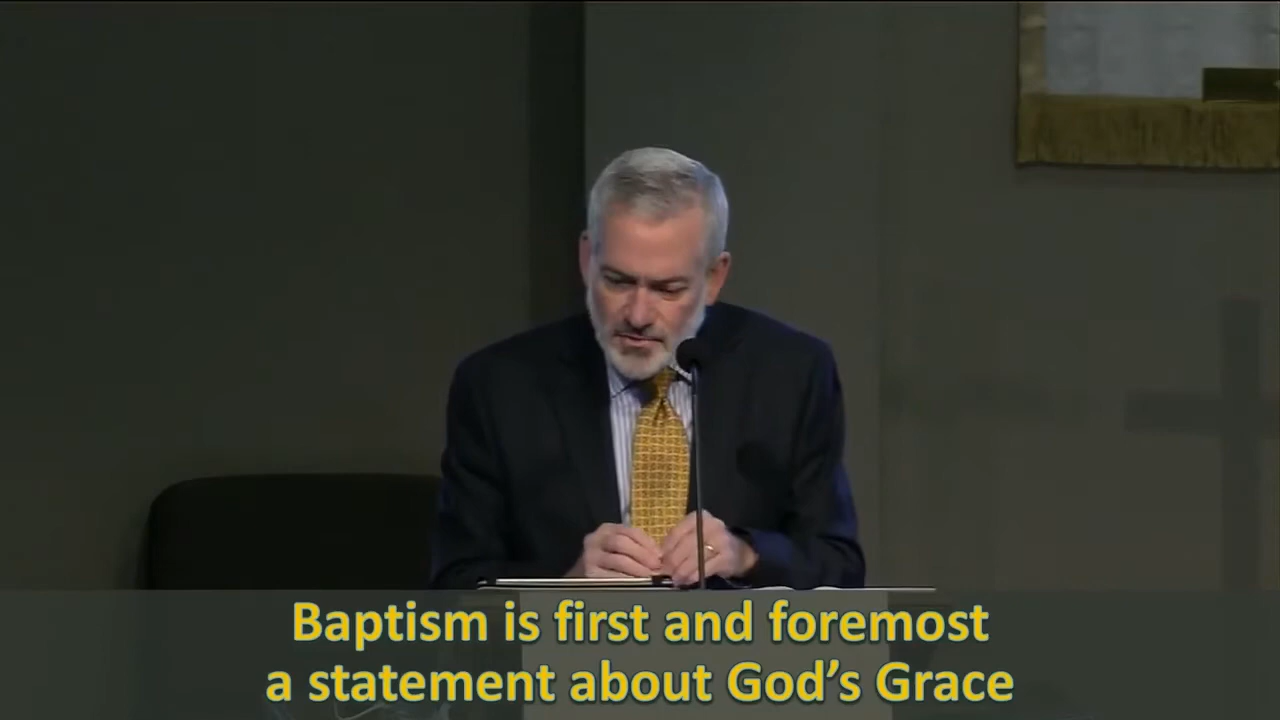 Baptism is first and foremost
a statement about God’s Grace